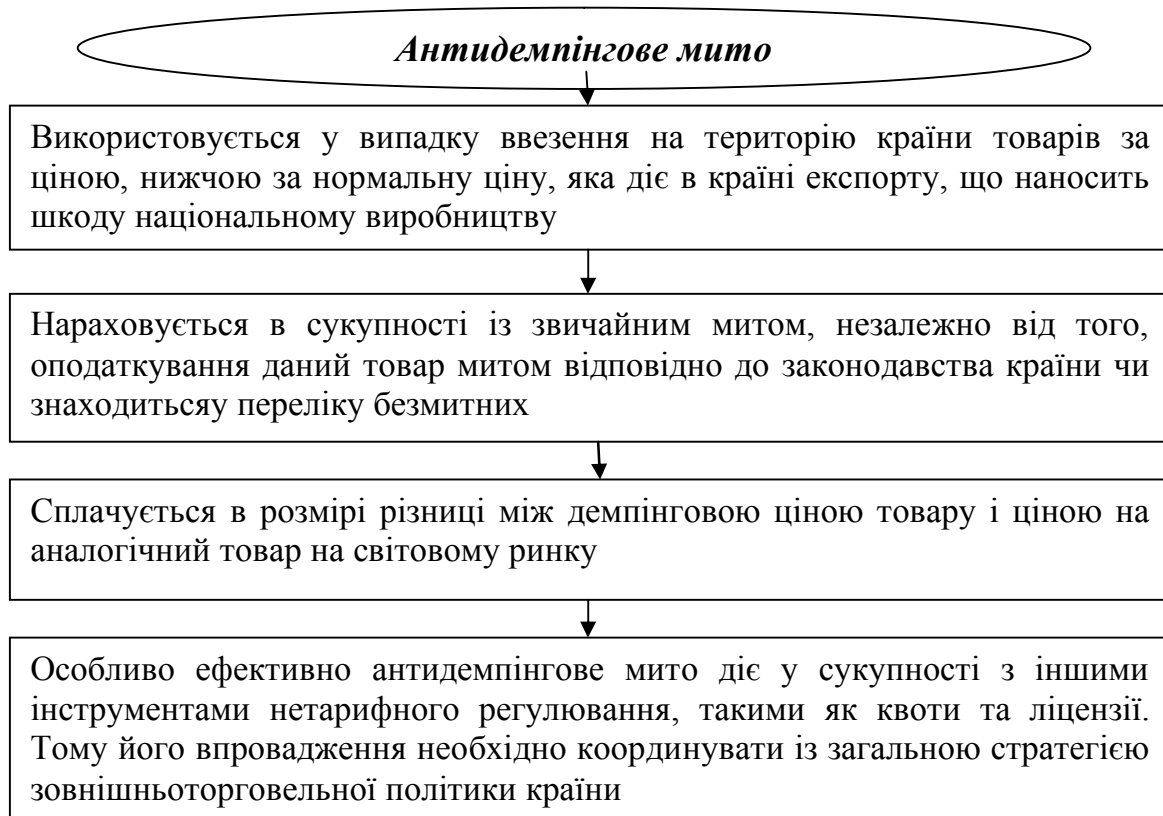 Антидемпінгове мито
Використовується у випадку ввезення на територію країни товарів за
ціною, нижчою за нормальну ціну, яка діє в країні експорту, що наносить
шкоду національному виробництву
Нараховується в сукупності із звичайним митом, незалежно від того,
оподаткування даний товар митом відповідно до законодавства країни чи
знаходитьсяу переліку безмитних
Сплачується в розмірі різниці між демпінговою ціною товару і ціною на
аналогічний товар на світовому ринку
Особливо ефективно антидемпінгове мито діє у сукупності з іншими
інструментами нетарифного регулювання, такими як квоти та ліцензії.
Тому його впровадження необхідно координувати із загальною стратегією
зовнішньоторговельної політики країни